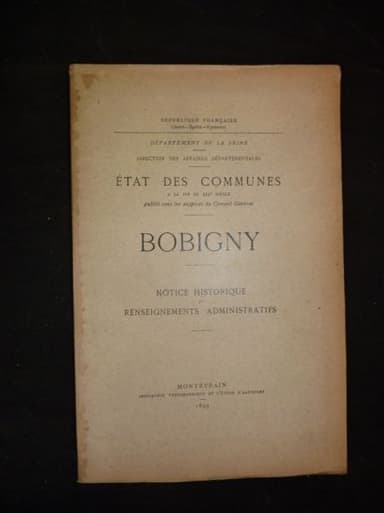 RÉPUBLIQUE FRANÇAISE
Liberté—Égalité—Fraternité
DÉPARTEMENT DE LA SEINE
DIRECTION DES AFFAIRES DÉPARTEMENTALES
ÉTAT DES COMMUNES
A LA FIN DU XIXe SIÈCLE
publié sous les auspices du Conseil Général
BOBIGNY
NOTICE HISTORIQUE
ET
RENSEIGNEMENTS ADMINISTRATIFS
MONTÉVRAIN
IMPRIMERIE TYPOGRAPHIQUE DE L'ÉCOLE D'ALEMBERT
1899